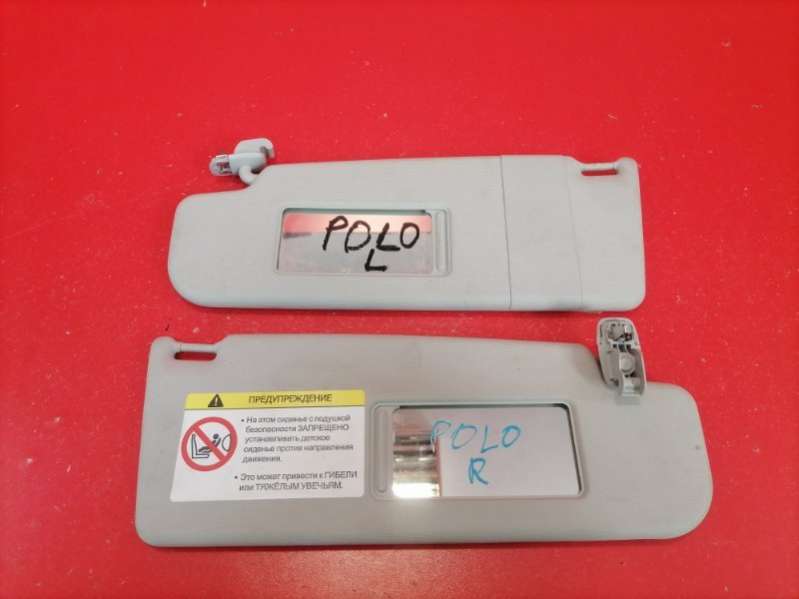 POLO
L
ПРЕДУПРЕЖДЕНИЕ
• На этом сиденье с подушкой
безопасности ЗАПРЕЩЕНО
устанавливать детское
сиденье против направления
движения.
• Это может привести к ГИБЕЛИ
или ТЯЖЁЛЫМ УВЕЧЬЯМ.
POLO
R